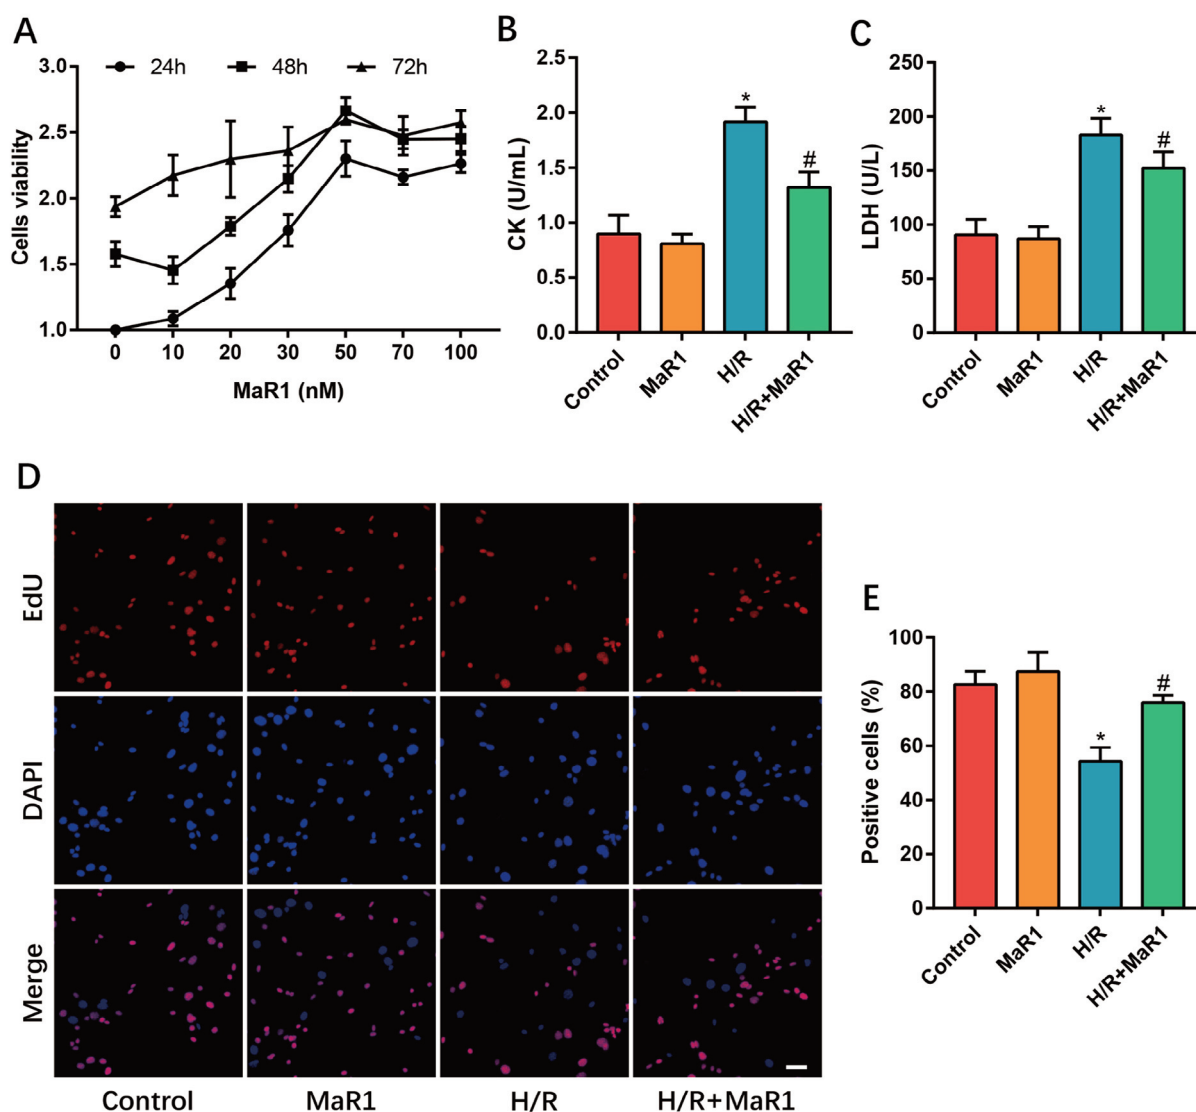 A
24h 48h 72h
3.0
2.5
2.0
1.5
1.0
Cells viability
0 10 20 30 50 70 100
MaR1 (nM)
B
2.5
2.0
1.5
1.0
0.5
0.0
CK (U/mL)
*
#
Control MaR1 H/R H/R+MaR1
C
250
200
150
100
50
0
LDH (U/L)
*
#
Control MaR1 H/R H/R+MaR1
D
EdU
DAPI
Merge
Control MaR1 H/R H/R+MaR1
E
100
80
60
40
20
0
Positive cells (%)
*
#
Control MaR1 H/R H/R+MaR1